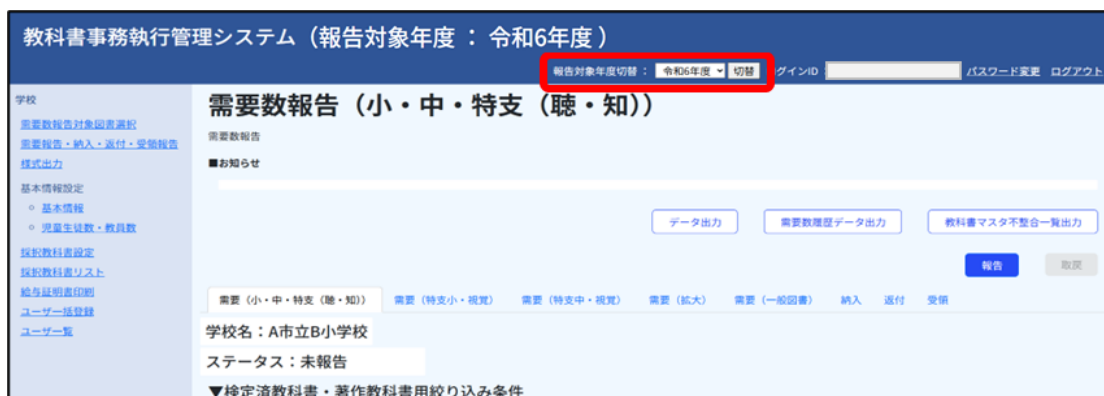 教科書事務執行管理システム（報告対象年度 ： 令和6年度 ）
報告対象年度切替 ： 令和6年度 切替 グインID パスワード変更 ログアウト
学校
需要数報告対象図書選択
需要報告・納入・返付・受領報告
様式出力
基本情報設定
基本情報
児童生徒数・教員数
採択教科書設定
採択教科書リスト
給与証明書印刷
ユーザー一括登録
ユーザー一覧
需要数報告（小・中・特支（聴・知））
需要数報告
■お知らせ
データ出力 需要数履歴データ出力 教科書マスタ不整合一覧出力
報告 取戻
需要（小・中・特支（聴・知）） 需要（特支小・視覚） 需要（特支中・視覚） 需要（拡大） 需要（一般図書） 納入 返付 受領
学校名：A市立B小学校
ステータス：未報告
▼検定済教科書・著作教科書用絞り込み条件